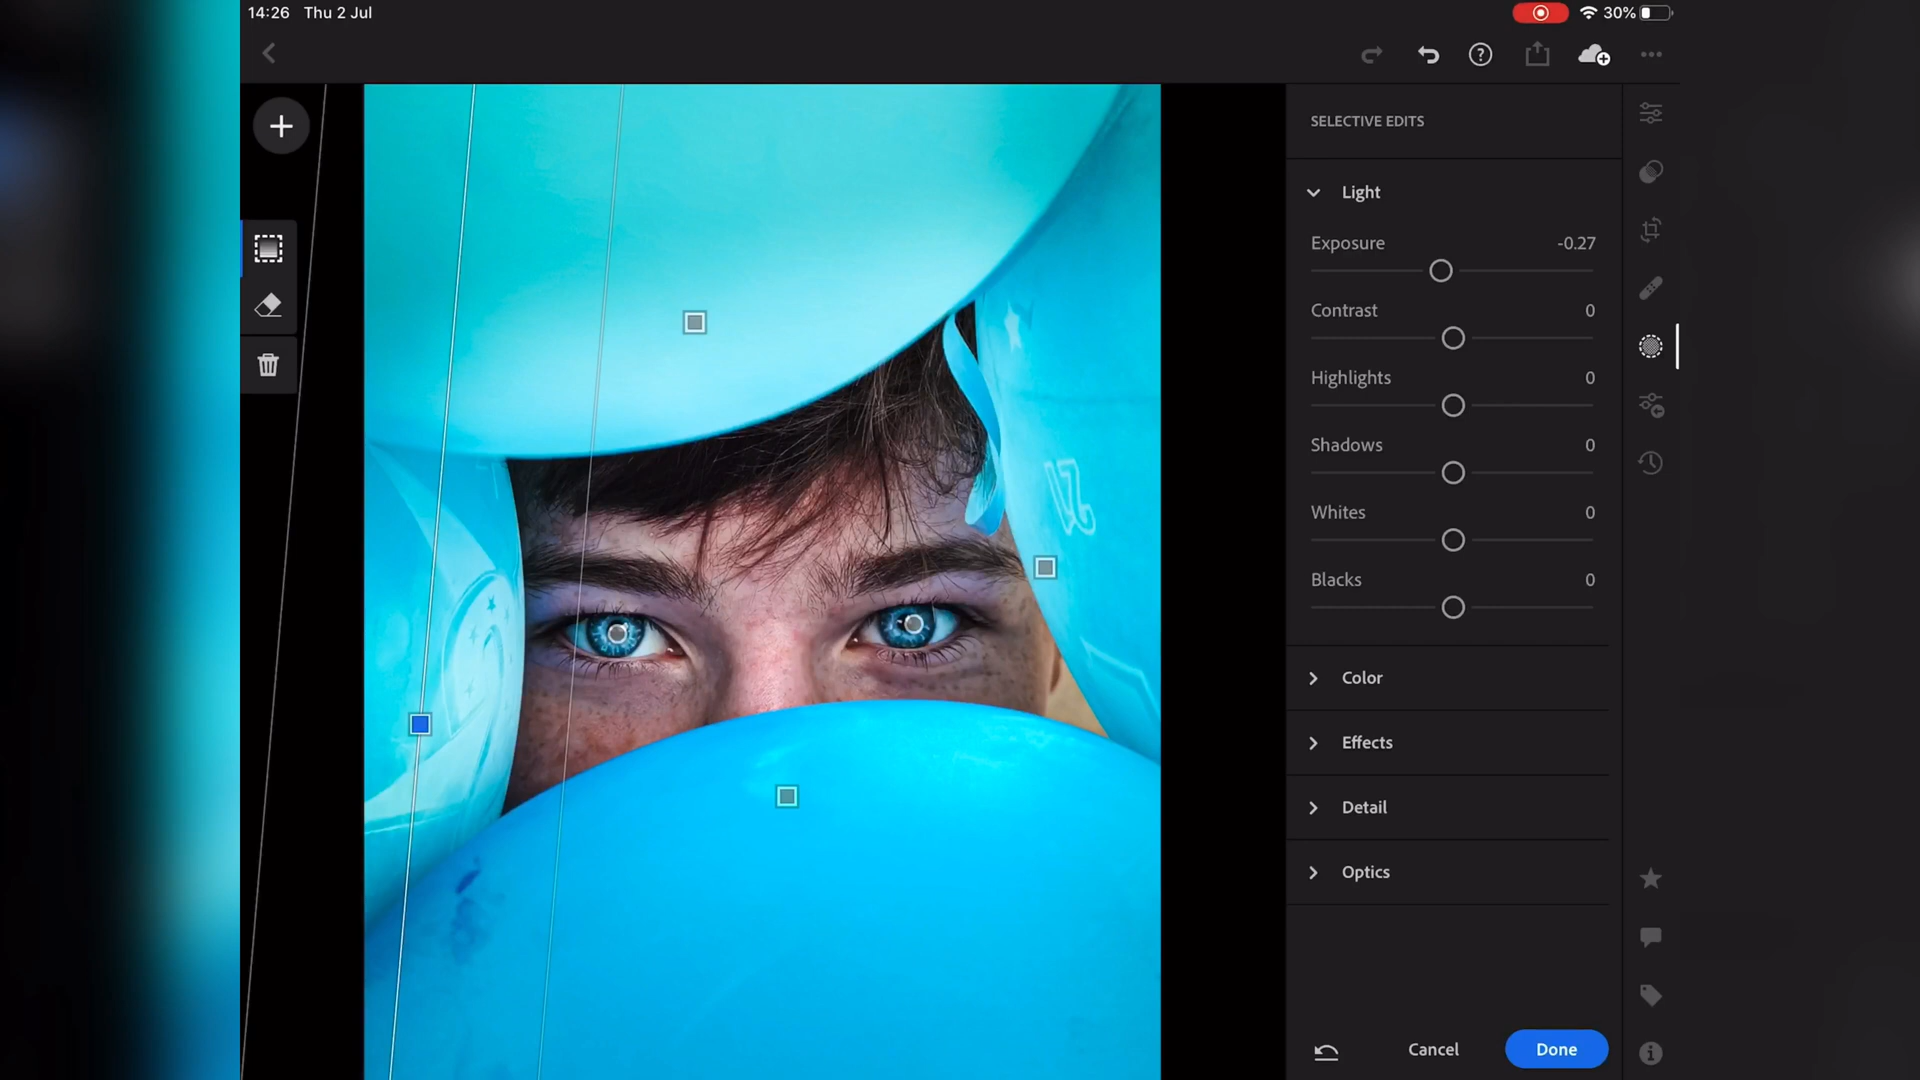 14:26 Thu 2 Jul
30%
SELECTIVE EDITS
Light
Exposure -0.27
Contrast 0
Highlights 0
Shadows 0
Whites 0
Blacks 0
Color
Effects
Detail
Optics
Cancel Done